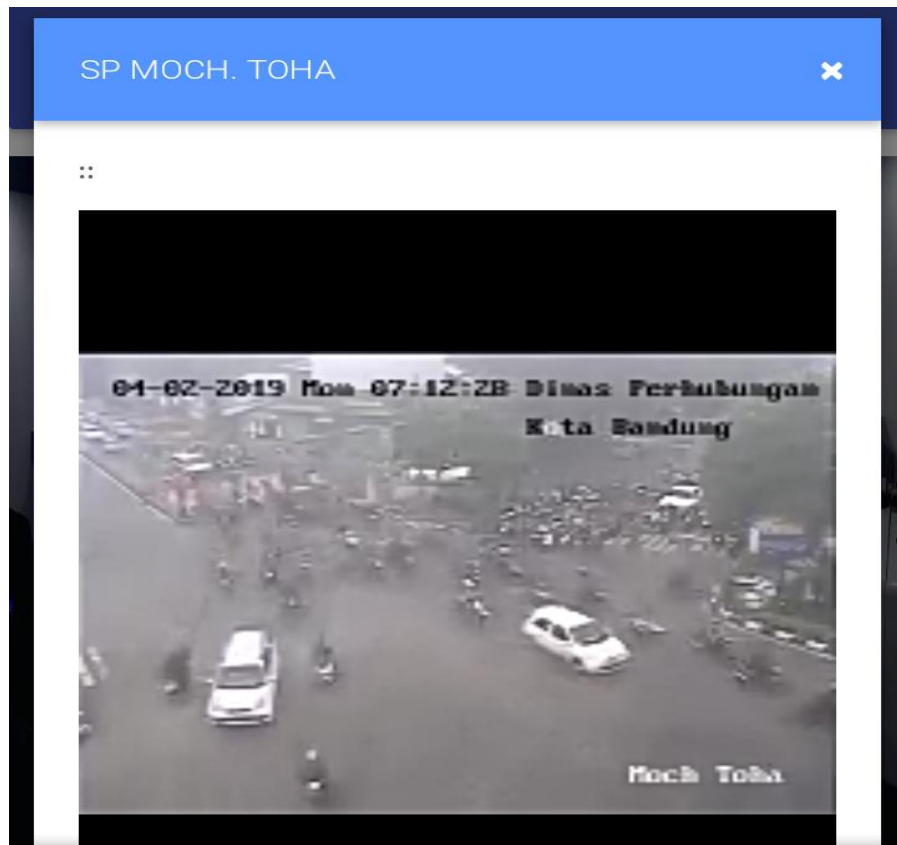 SP MOCH. TOHA
::
04-02-2019 Mon 07:12:28 Dinas Perhubungan
Kota Bandung
Moch Toha